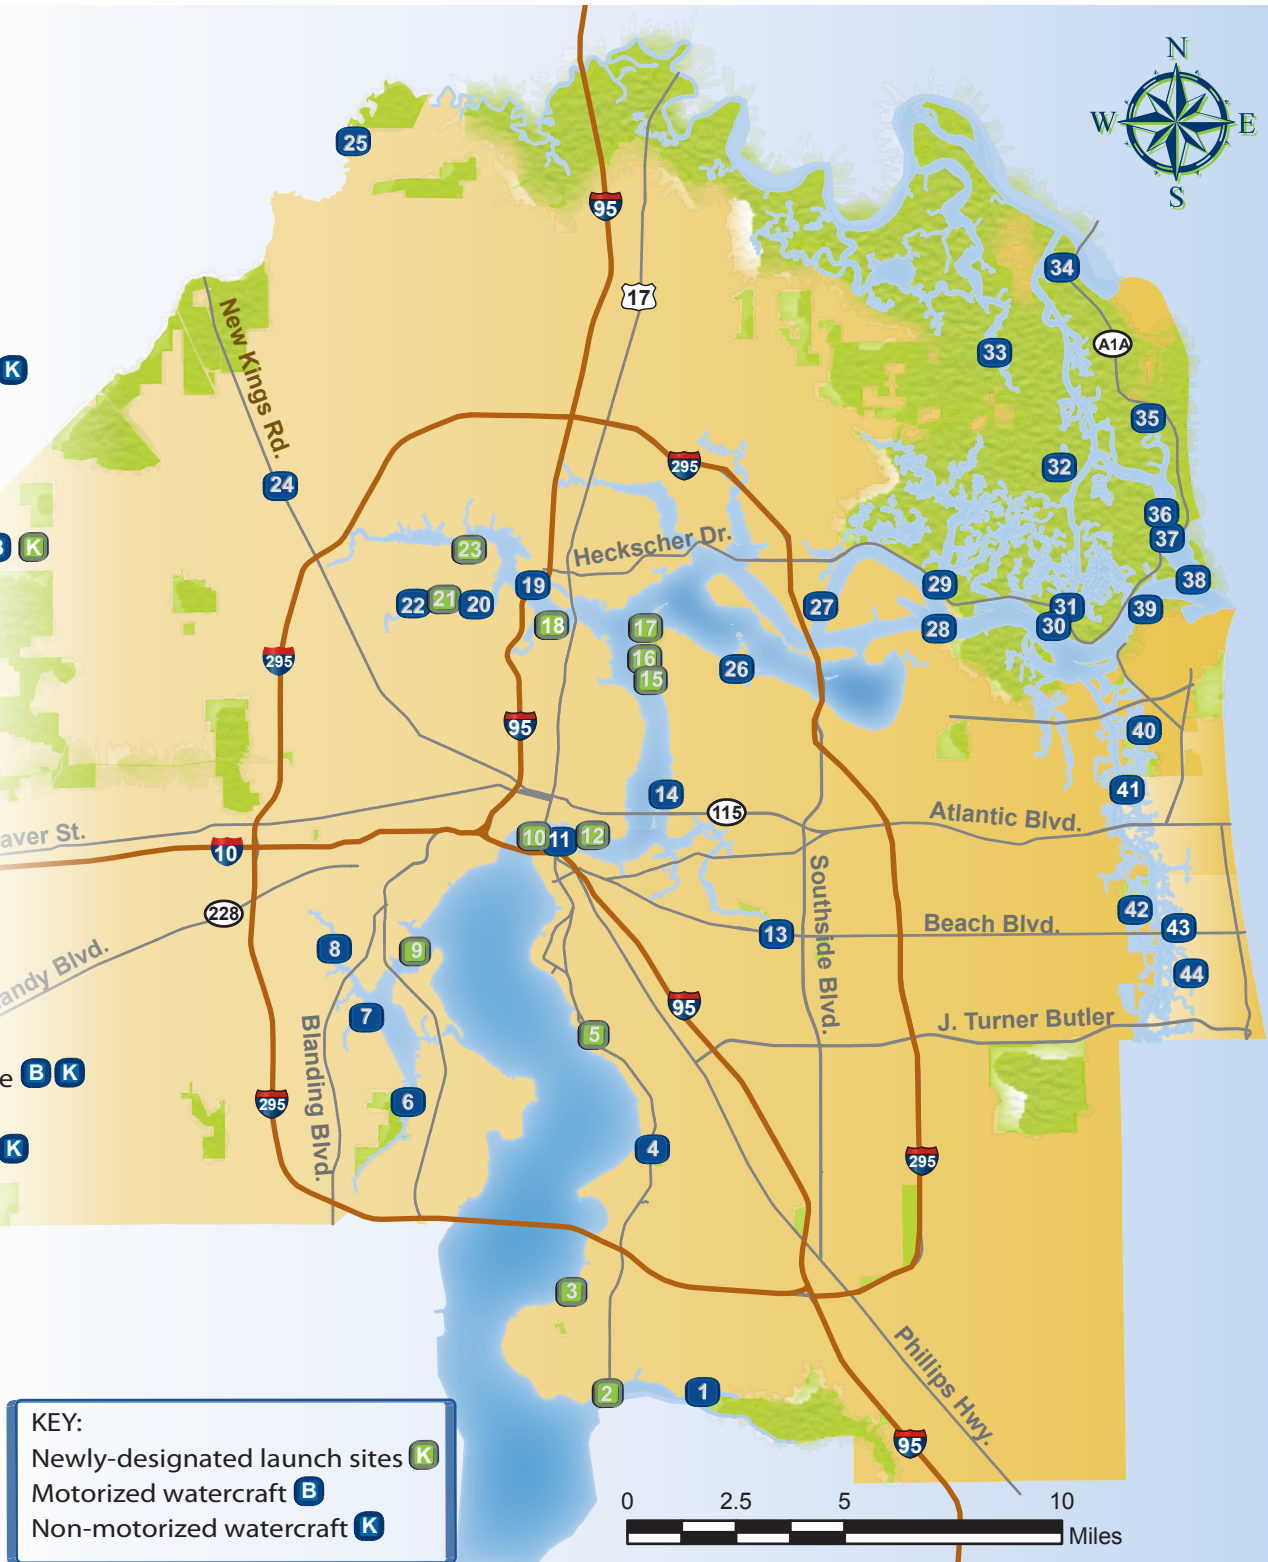 N
W E
S
25
95
17
34
A1A
33
New Kings Rd.
K
35
295
32
24
36
37
Heckscher Dr.
23
K
38
19
29
22 21 20
27
31
39
18
17
28
30
16
26
295
15
95
40
41
14
115
Atlantic Blvd.
aver St.
10 11 12
10
228
42
Beach Blvd.
43
13
Southside Blvd.
8
9
andy Blvd.
44
95
7
J. Turner Butler
5
Blanding Blvd.
e B K
295
6
4
K
295
3
Phillips Hwy.
2
1
95
KEY:
Newly-designated launch sites K
Motorized watercraft B
Non-motorized watercraft K
0 2.5 5 10
Miles